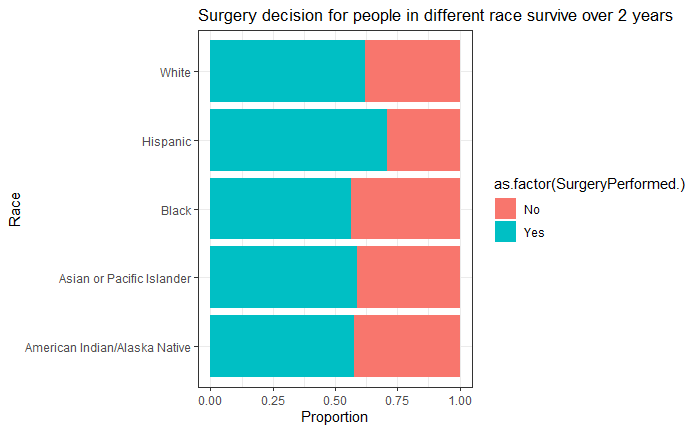 Surgery decision for people in different race survive over 2 years
White
Hispanic
Black
Asian or Pacific Islander
American Indian/Alaska Native
Race
0.00 0.25 0.50 0.75 1.00
Proportion
as.factor(SurgeryPerformed.)
No
Yes